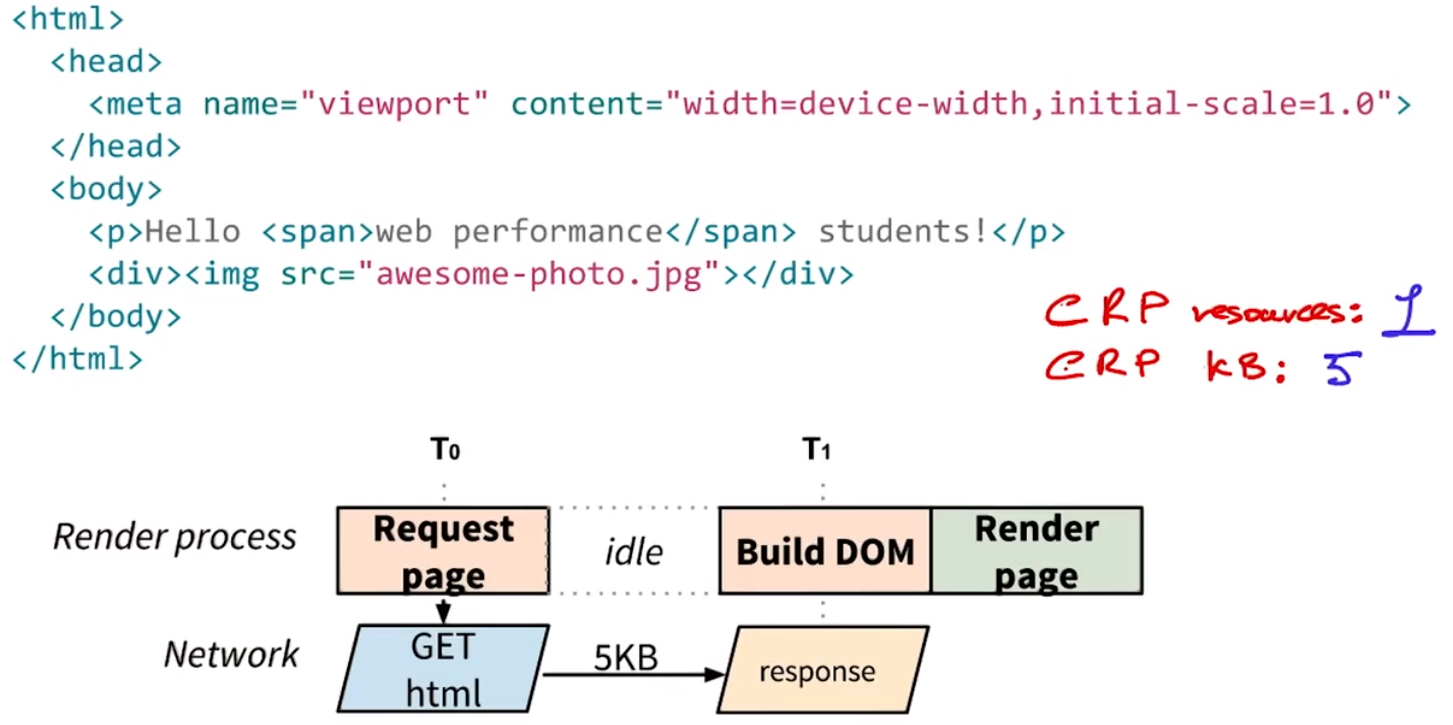 <html>
<head>
<meta name="viewport" content="width=device-width,initial-scale=1.0">
</head>
<body>
<p>Hello <span>web performance</span> students!</p>
<div><img src="awesome-photo.jpg"></div>
</body>
</html>
CRP resources: 1
CRP kB: 5
T0
T1
Render process
Request
page
idle
Build DOM
Render
page
Network
GET
html
5KB
response